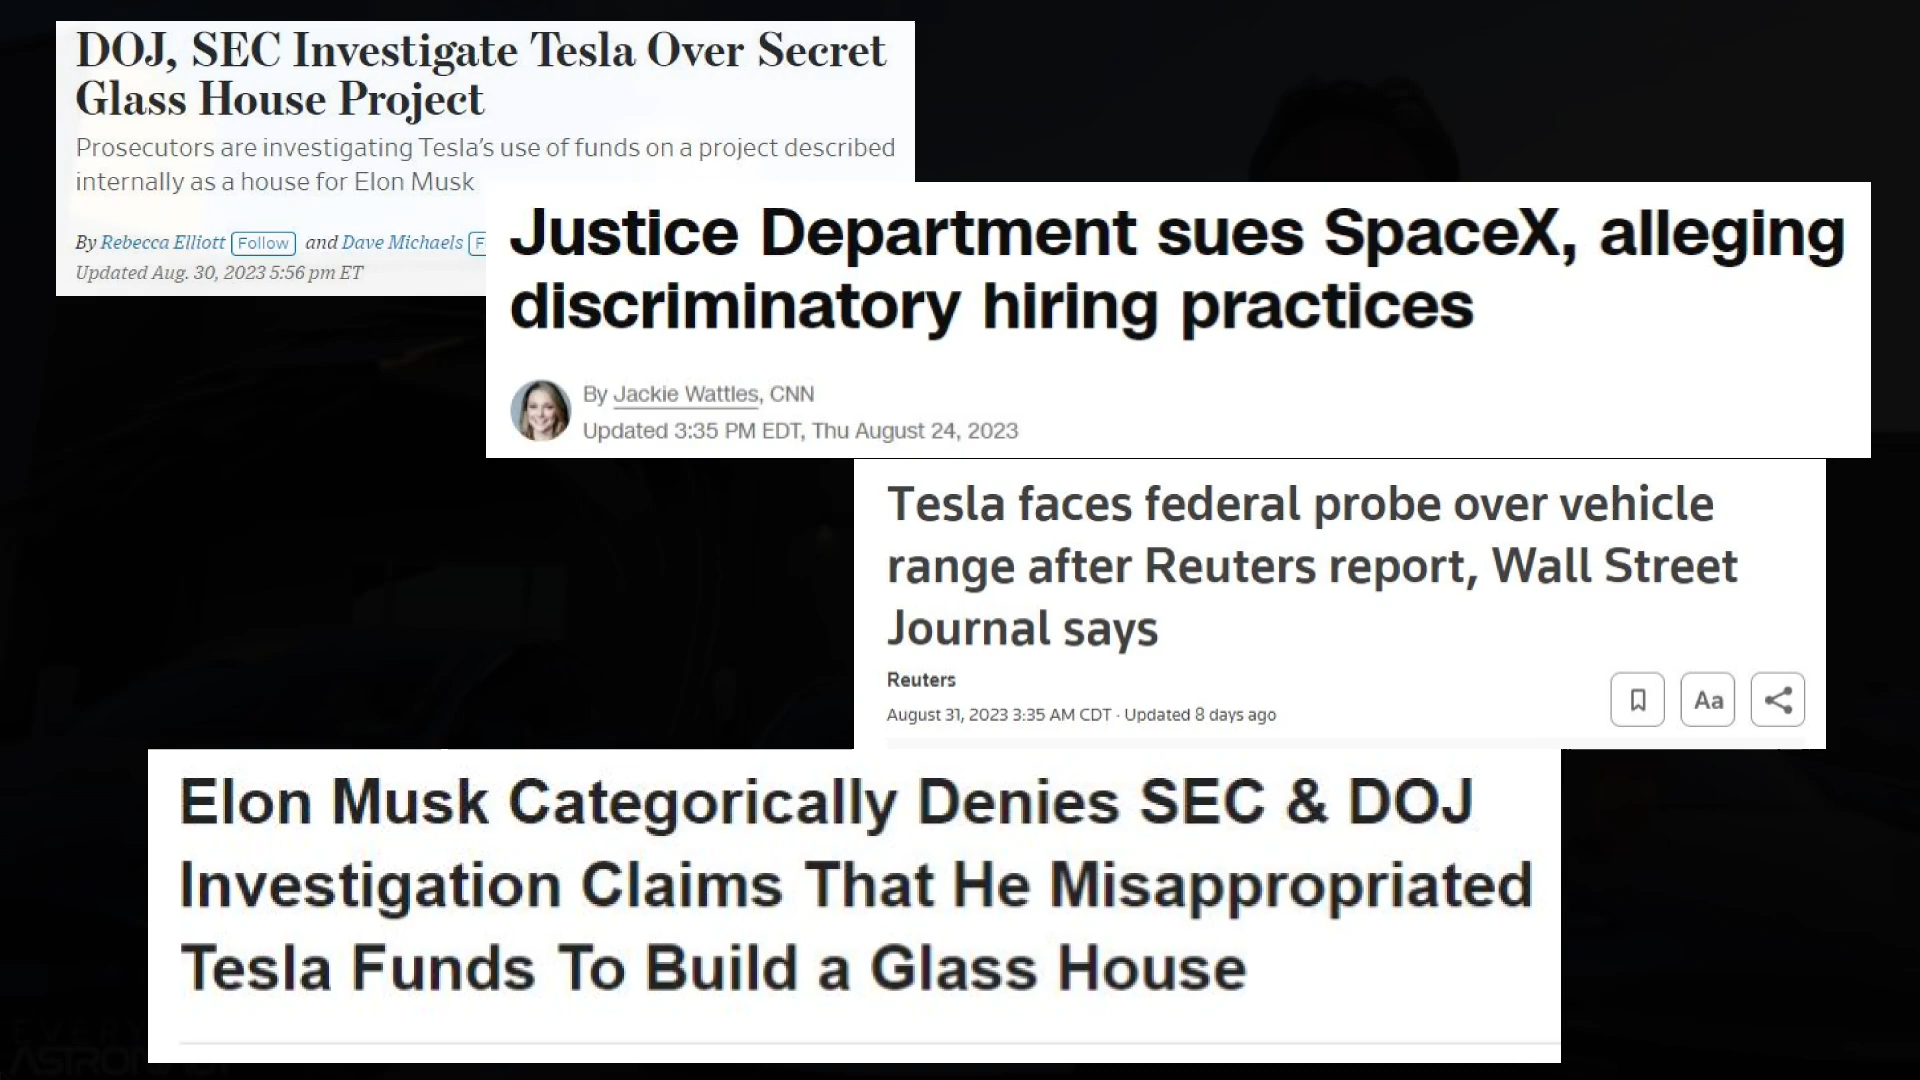 DOJ, SEC Investigate Tesla Over Secret
Glass House Project
Prosecutors are investigating Tesla’s use of funds on a project described
internally as a house for Elon Musk
By Rebecca Elliott Follow and Dave Michaels F
Updated Aug. 30, 2023 5:56 pm ET
Justice Department sues SpaceX, alleging
discriminatory hiring practices
By Jackie Wattles, CNN
Updated 3:35 PM EDT, Thu August 24, 2023
Tesla faces federal probe over vehicle
range after Reuters report, Wall Street
Journal says
Reuters
August 31, 2023 3:35 AM CDT · Updated 8 days ago
Aa
Elon Musk Categorically Denies SEC & DOJ
Investigation Claims That He Misappropriated
Tesla Funds To Build a Glass House